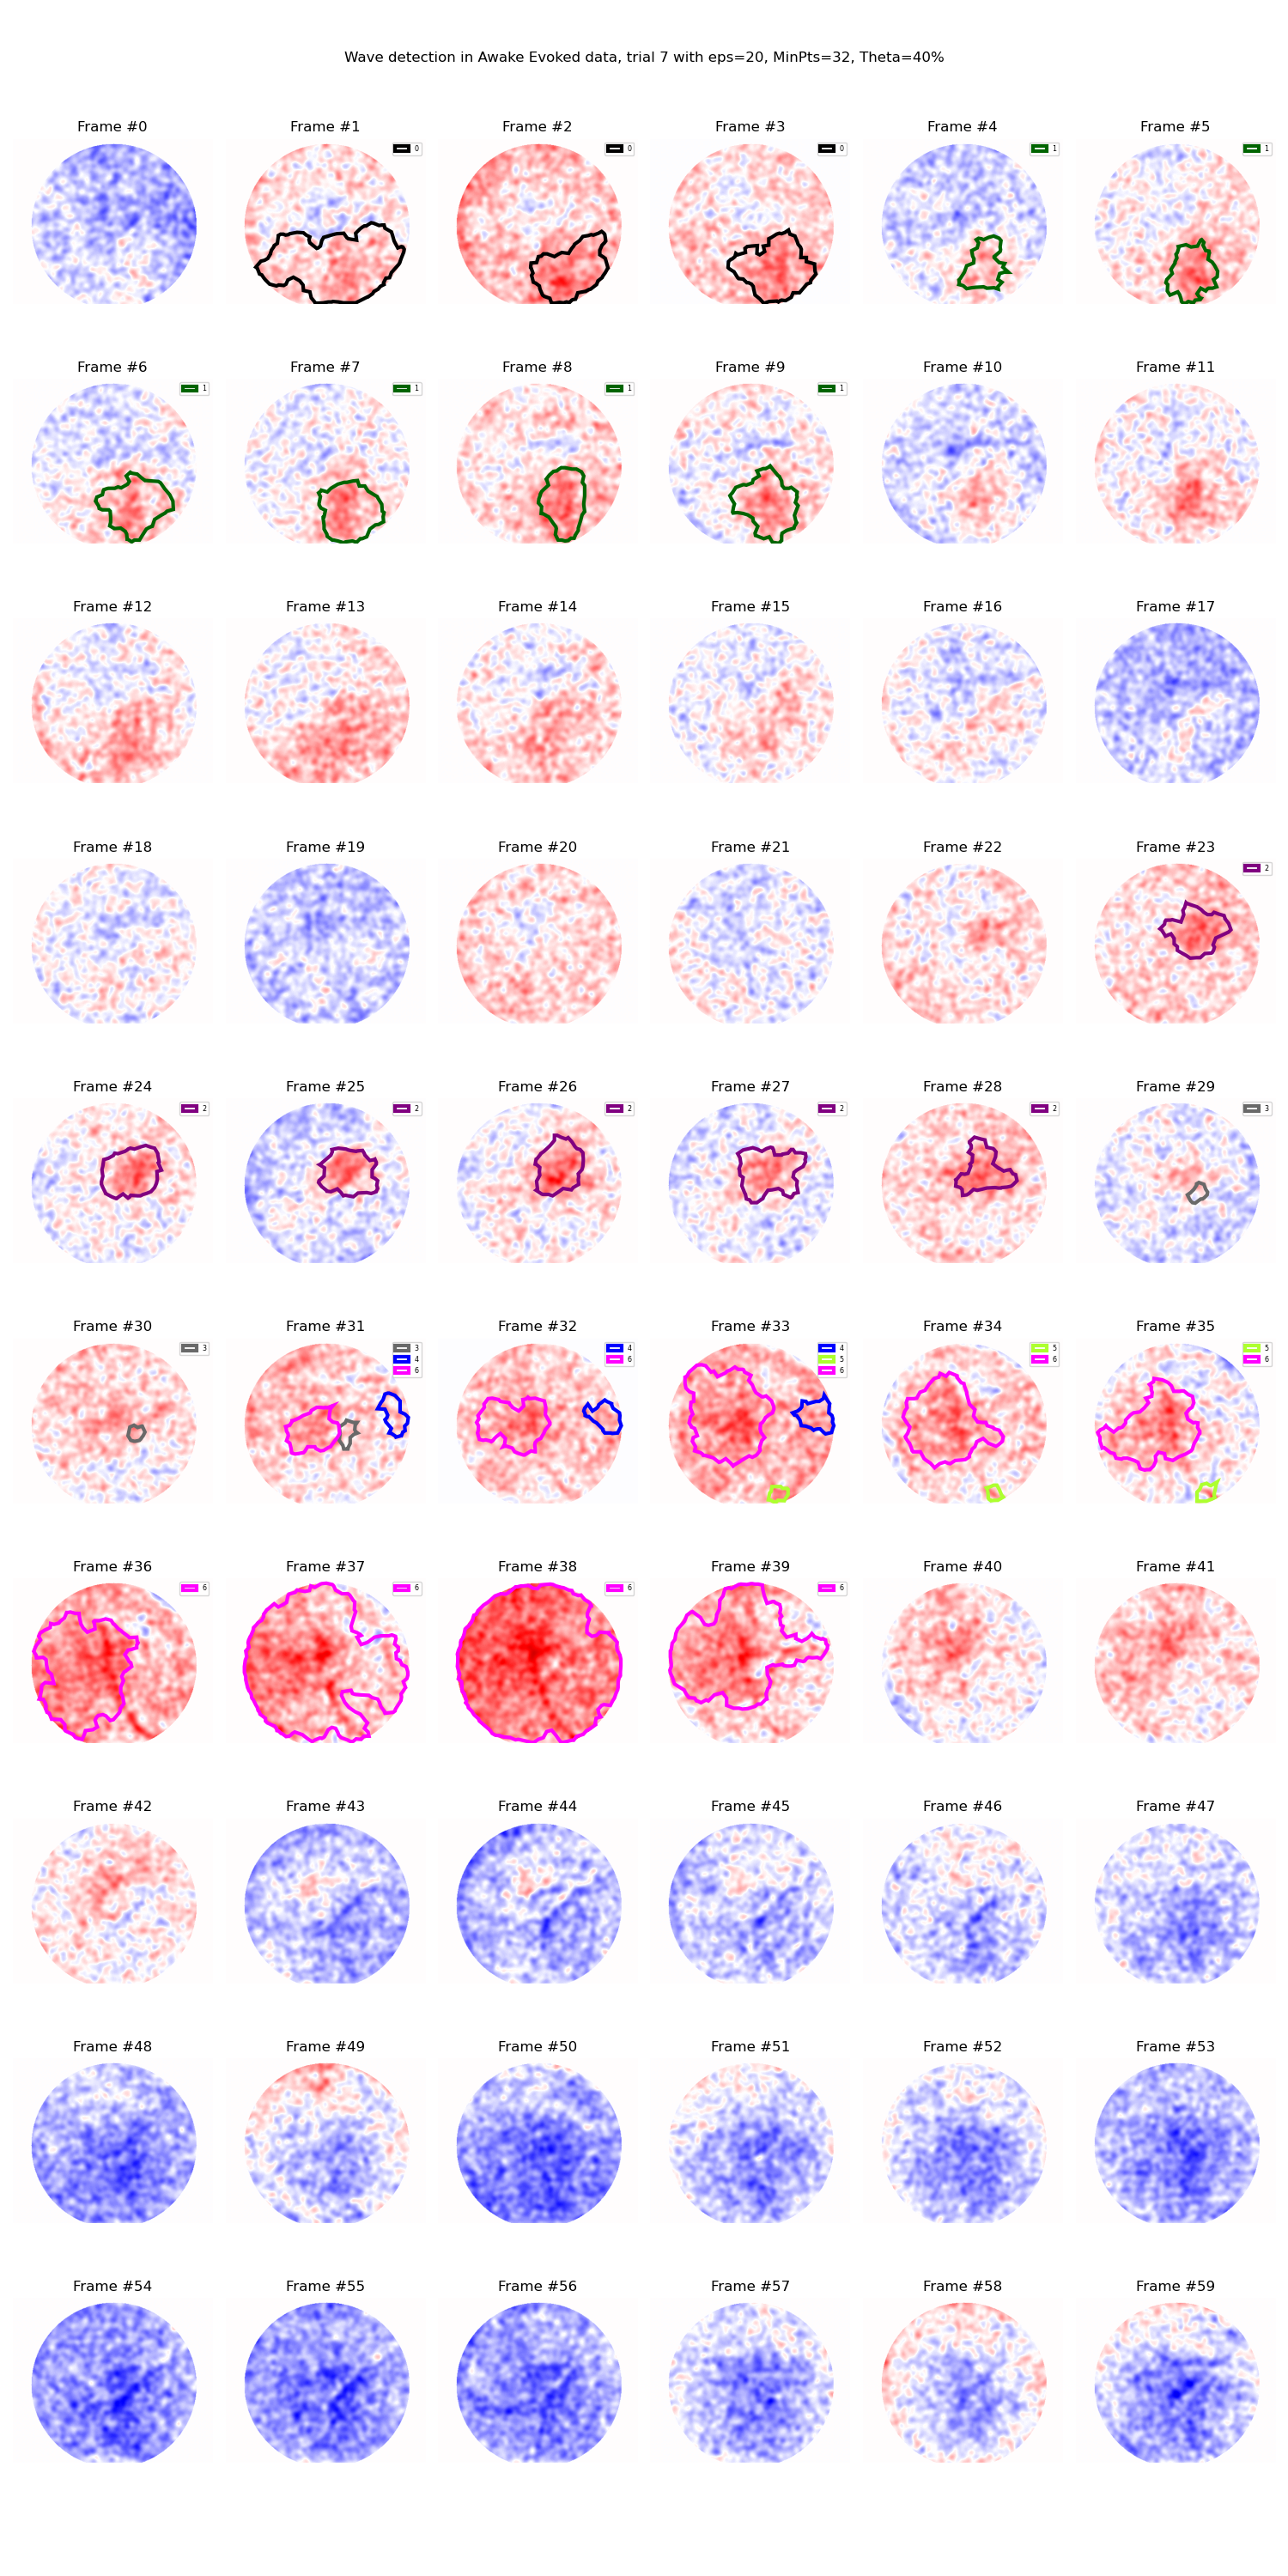 Wave detection in Awake Evoked data, trial 7 with eps=20, MinPts=32, Theta=40%
Frame #0
Frame #1
0
Frame #2
0
Frame #3
0
Frame #4
1
Frame #5
1
Frame #6
1
Frame #7
1
Frame #8
1
Frame #9
1
Frame #10
Frame #11
Frame #12
Frame #13
Frame #14
Frame #15
Frame #16
Frame #17
Frame #18
Frame #19
Frame #20
Frame #21
Frame #22
Frame #23
2
Frame #24
2
Frame #25
2
Frame #26
2
Frame #27
2
Frame #28
2
Frame #29
3
Frame #30
3
Frame #31
3
4
6
Frame #32
4
6
Frame #33
4
5
6
Frame #34
5
6
Frame #35
5
6
Frame #36
6
Frame #37
6
Frame #38
6
Frame #39
6
Frame #40
Frame #41
Frame #42
Frame #43
Frame #44
Frame #45
Frame #46
Frame #47
Frame #48
Frame #49
Frame #50
Frame #51
Frame #52
Frame #53
Frame #54
Frame #55
Frame #56
Frame #57
Frame #58
Frame #59